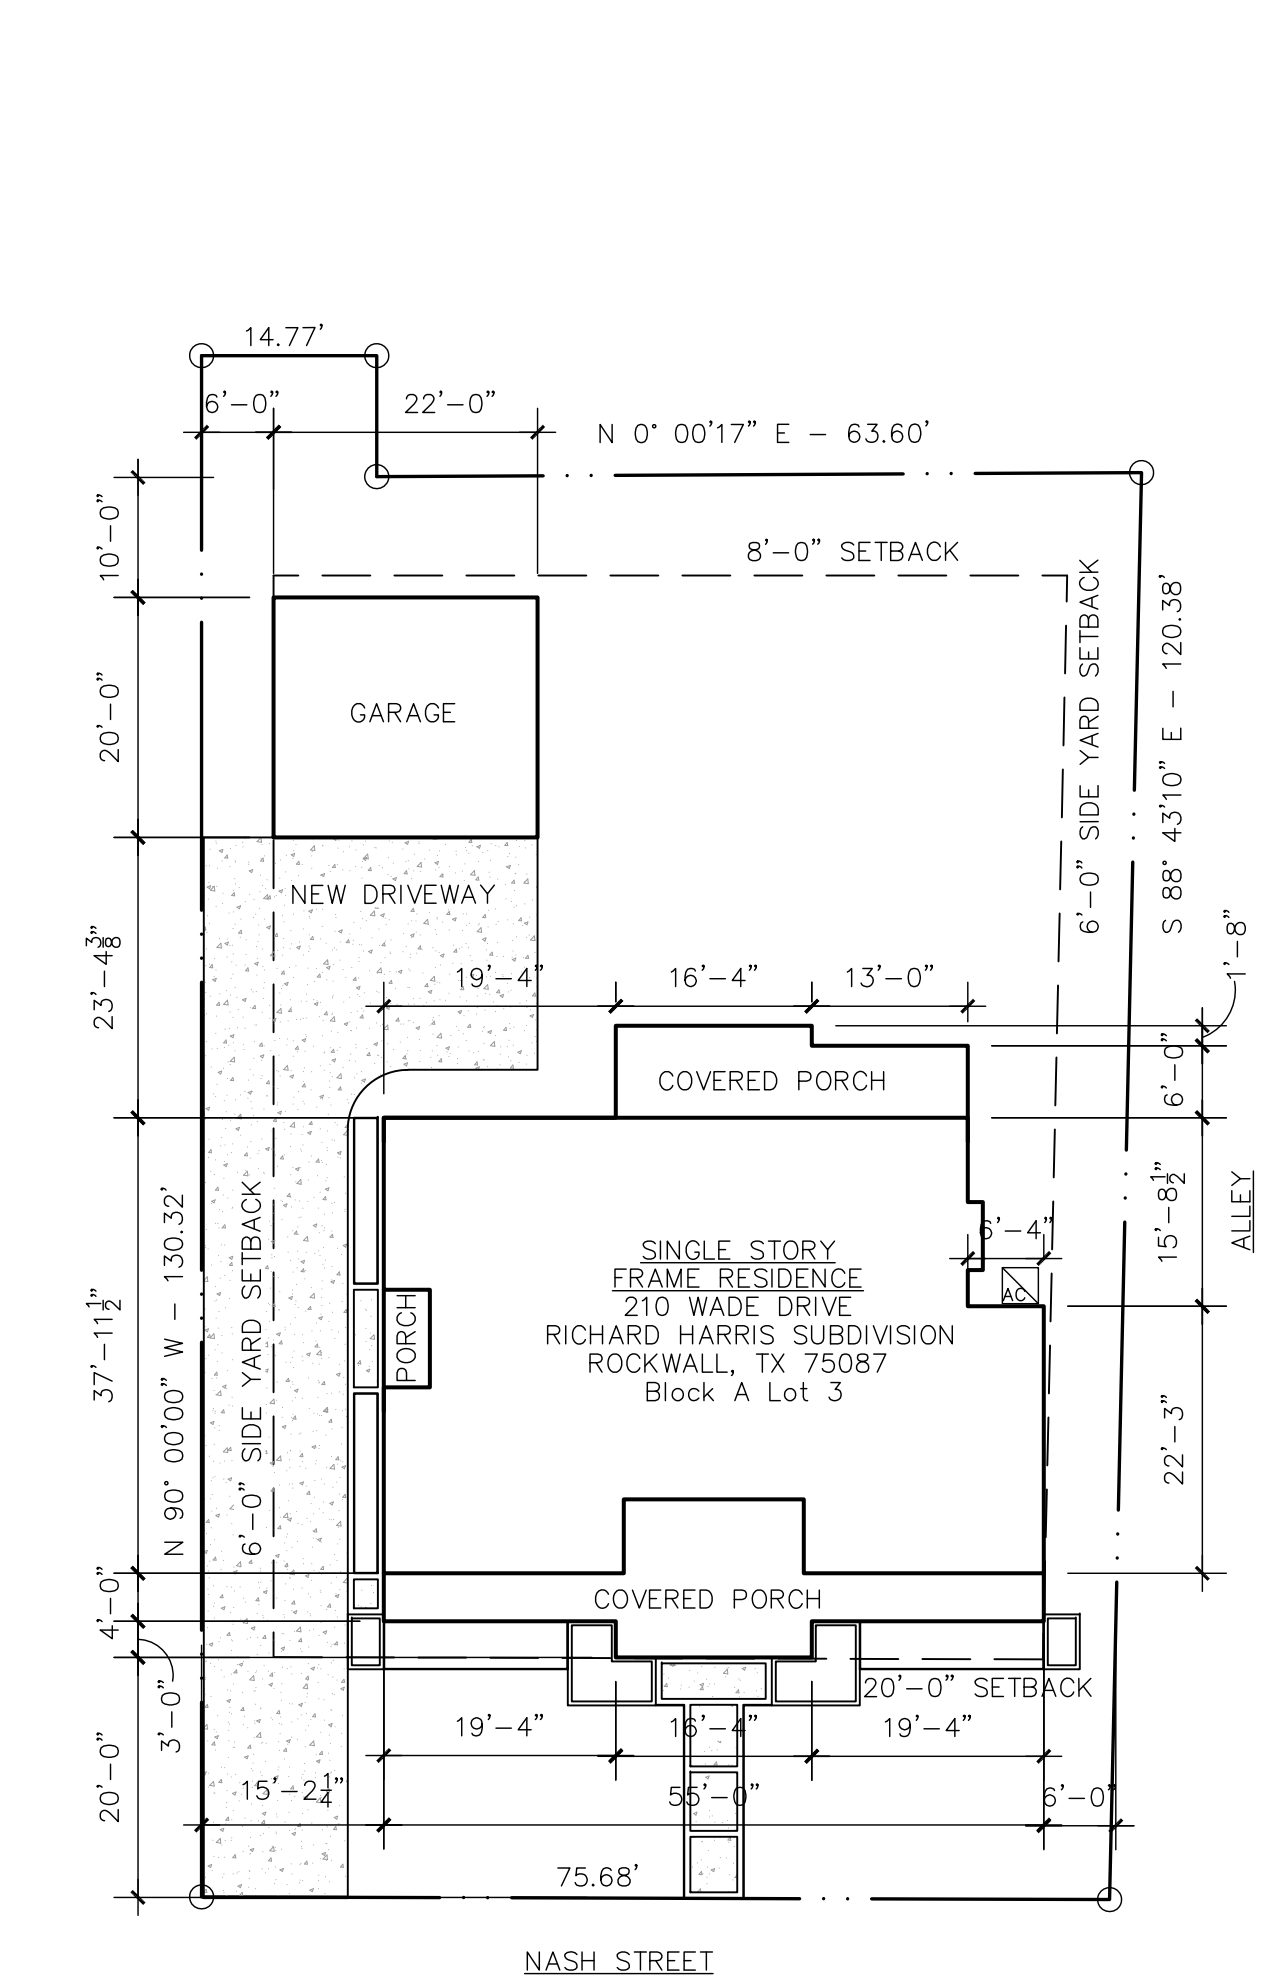 14.77'
6'-0"
22'-0"
N 0° 00'17" E - 63.60'
10'-0"
8'-0" SETBACK
6'-0" SIDE YARD SETBACK
S 88° 43'10" E - 120.38'
20'-0"
GARAGE
NEW DRIVEWAY
23'-4 3/8"
19'-4"
16'-4"
13'-0"
1'-8"
COVERED PORCH
6'-0"
15'-8 1/2"
ALLEY
6'-4"
AC
SINGLE STORY
FRAME RESIDENCE
210 WADE DRIVE
RICHARD HARRIS SUBDIVISION
ROCKWALL, TX 75087
Block A Lot 3
PORCH
37'-11 1/2"
N 90° 00'00" W - 130.32'
6'-0" SIDE YARD SETBACK
22'-3"
COVERED PORCH
4'-0"
3'-0"
20'-0" SETBACK
19'-4"
16'-4"
19'-4"
20'-0"
15'-2 1/4"
55'-0"
6'-0"
75.68'
NASH STREET